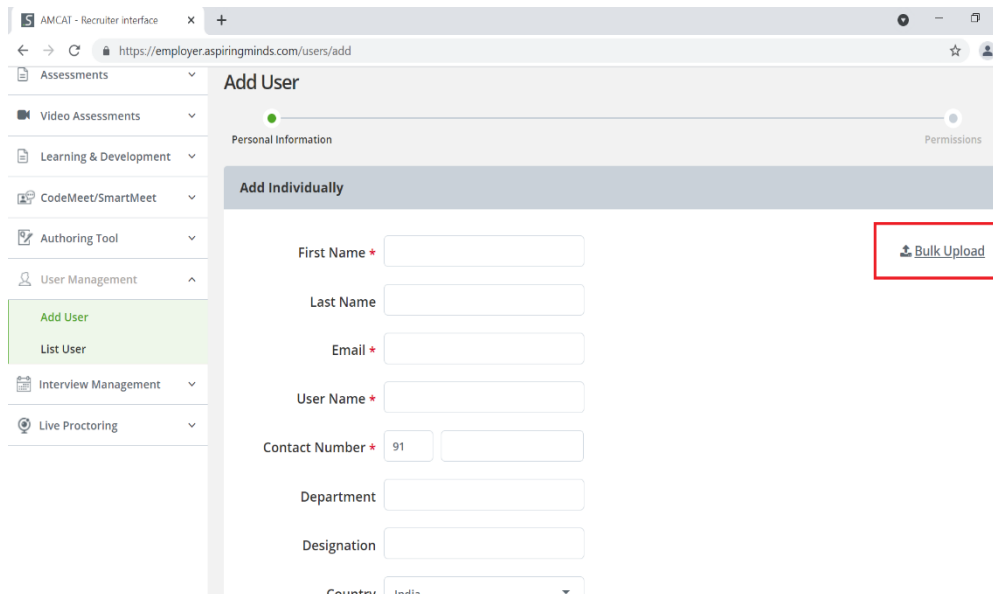 AMCAT - Recruiter interface
https://employer.aspiringminds.com/users/add
Assessments
Video Assessments
Learning & Development
CodeMeet/SmartMeet
Authoring Tool
User Management
Add User
List User
Interview Management
Live Proctoring
Add User
Personal Information
Permissions
Add Individually
Bulk Upload
First Name *
Last Name
Email *
User Name *
Contact Number * 91
Department
Designation
Country India